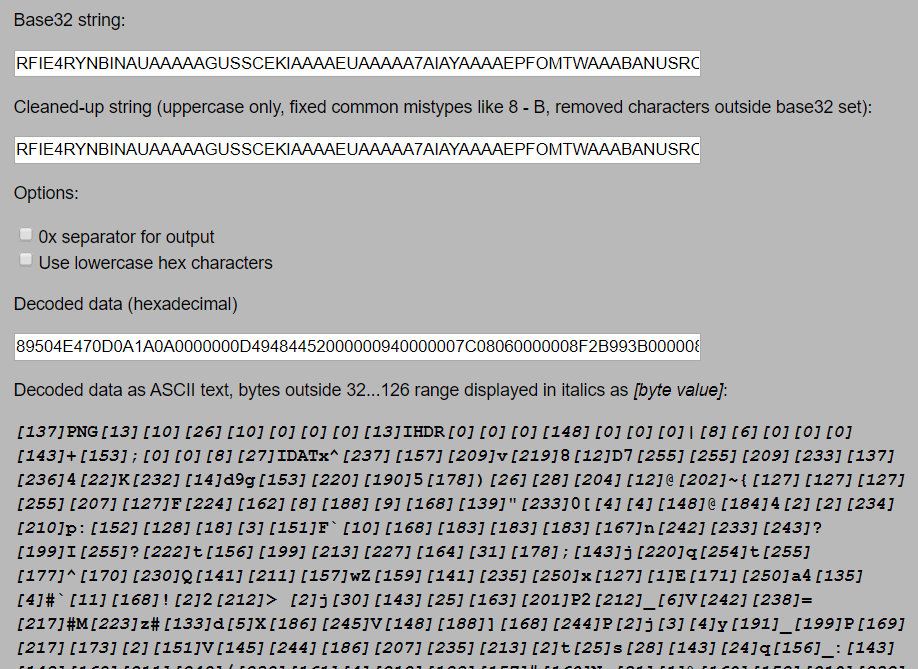 Base32 string:
RFIE4RYNBINAUAAAAAAGUSSCEKIAAAAEUAAAAA7AIAYAAAAEPFOMTWAAABANUSRC
Cleaned-up string (uppercase only, fixed common mistypes like 8 - B, removed characters outside base32 set):
RFIE4RYNBINAUAAAAAAGUSSCEKIAAAAEUAAAAA7AIAYAAAAEPFOMTWAAABANUSRC
Options:
0x separator for output
Use lowercase hex characters
Decoded data (hexadecimal)
89504E470D0A1A0A0000000D49484452000000940000007C08060000008F2B993B000008
Decoded data as ASCII text, bytes outside 32...126 range displayed in italics as [byte value]:
[137]PNG[13][10][26][10][0][0][0][13]IHDR[0][0][0][148][0][0][0]|[8][6][0][0][0]
[143]+[153];[0][0][8][27]IDATx^[237][157][209]v[219]8[12]D7[255][255][209][233][137]
[236]4[22]K[232][14]d9g[153][220][190]5[178])[26][28][204][12]@[202]~{[127][127][127]
[255][207][127]F[224][162][8][188][9][168][139]"[233]0[[4][4][148]@[184]4[2][2][234]
[210]p:[152][128][18][3][151]F`[10][168][183][183][183][167]n[242][233][243]?
[199]I[255]?[222]t[156][199][213][227][164][31][178];[143]j[220]q[254]t[255]
[177]^[170][230]Q[141][211][157]wZ[159][141][235][250]x[127][1]E[171][250]a4[135]
[4]#`[11][168]![2]2[212]> [2]j[30][143][25][163][201]P2[212]_[6]V[242][238]=
[217]#M[223]z#[133]d[5]X[186][245]V[148][188]][168][244]P[2]j[3][4]y[191]_[199]P[169]
[217][173][2][151]V[145][244][186][207][235][213][2]t[25]s[28][143][24]q[156]_:[143]